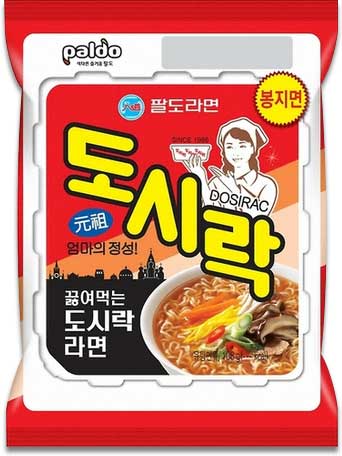 paldo
봉지면
팔도라면
SINCE 1986
도시락
DOSIRAC
元祖
엄마의 정성!
끓여먹는
도시락
라면